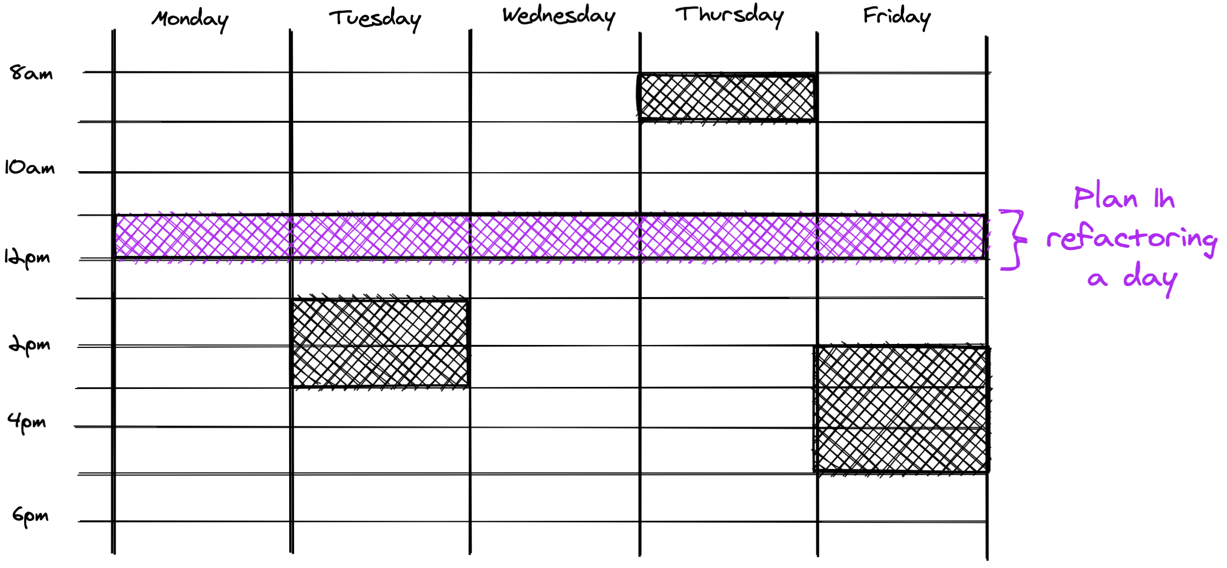 Monday Tuesday Wednesday Thursday Friday
8am
10am
Plan 1h
refactoring
a day
12pm
2pm
4pm
6pm